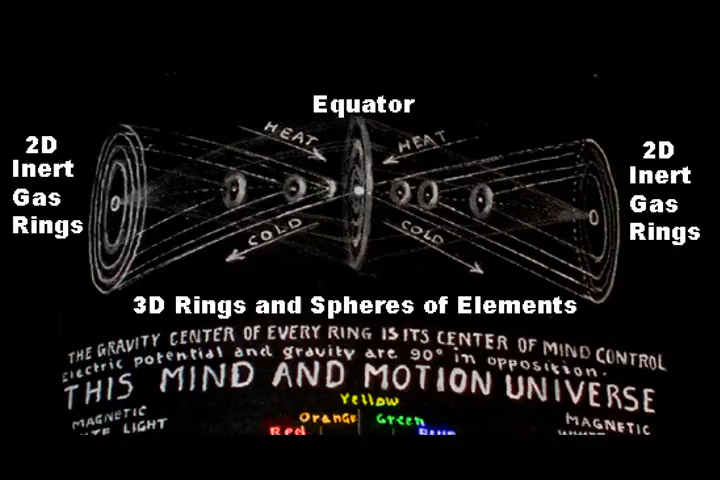 Equator
HEAT
HEAT
2D
Inert
Gas
Rings
2D
Inert
Gas
Rings
COLD
COLD
3D Rings and Spheres of Elements
THE GRAVITY CENTER OF EVERY RING IS ITS CENTER OF MIND CONTROL
Electric potential and gravity are 90° in opposition.
THIS MIND AND MOTION UNIVERSE
Yellow
MAGNETIC
Orange
Green
MAGNETIC
LIGHT
Red
Blue